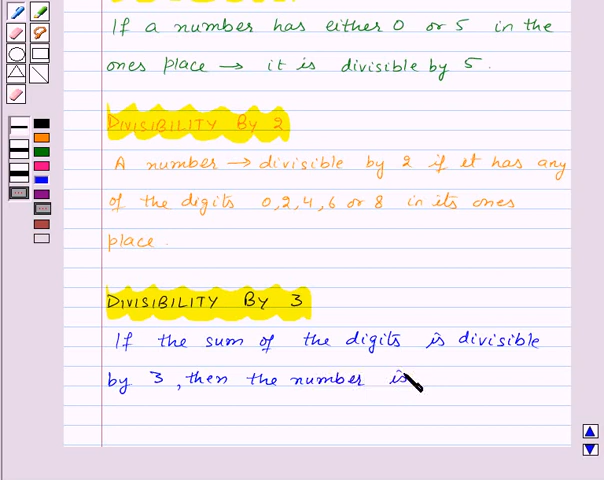 If a number has either 0 or 5 in the
ones place → it is divisible by 5.
DIVISIBILITY BY 2
A number → divisible by 2 if it has any
of the digits 0,2,4,6 or 8 in its ones
place.
DIVISIBILITY BY 3
If the sum of the digits is divisible
by 3, then the number is